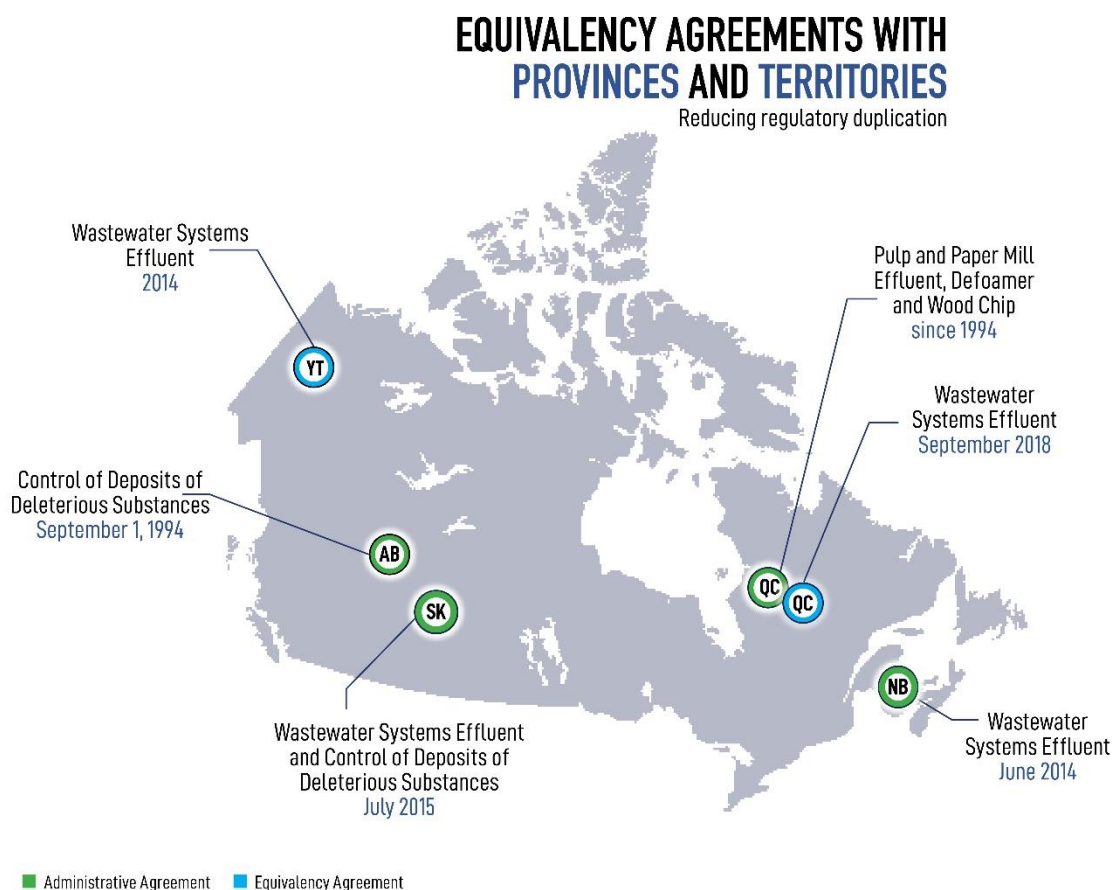 EQUIVALENCY AGREEMENTS WITH
PROVINCES AND TERRITORIES
Reducing regulatory duplication
Wastewater Systems
Effluent
2014
YT
Pulp and Paper Mill
Effluent, Defoamer
and Wood Chip
since 1994
Wastewater
Systems Effluent
September 2018
Control of Deposits of
Deleterious Substances
September 1, 1994
AB
SK
QC
QC
NB
Wastewater Systems Effluent
and Control of Deposits of
Deleterious Substances
July 2015
Wastewater
Systems Effluent
June 2014
Administrative Agreement
Equivalency Agreement